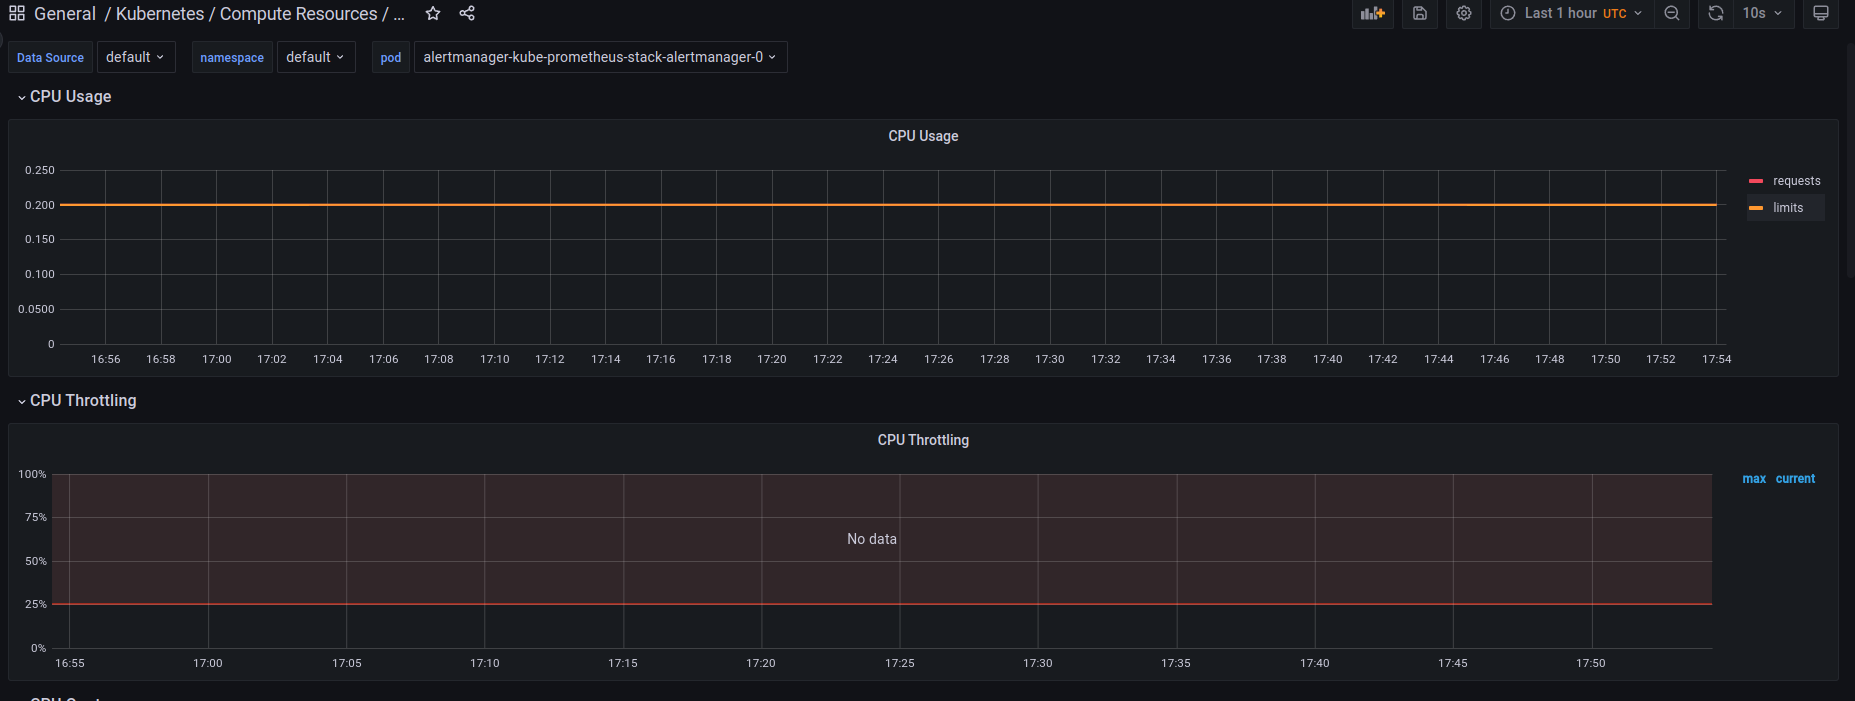 General / Kubernetes / Compute Resources / ...
Last 1 hour UTC
10s
Data Source default namespace default pod alertmanager-kube-prometheus-stack-alertmanager-0
CPU Usage
CPU Usage
0.250
0.200
0.150
0.100
0.0500
0
16:56 16:58 17:00 17:02 17:04 17:06 17:08 17:10 17:12 17:14 17:16 17:18 17:20 17:22 17:24 17:26 17:28 17:30 17:32 17:34 17:36 17:38 17:40 17:42 17:44 17:46 17:48 17:50 17:52 17:54
requests
limits
CPU Throttling
CPU Throttling
100%
75%
50%
25%
0%
No data
16:55 17:00 17:05 17:10 17:15 17:20 17:25 17:30 17:35 17:40 17:45 17:50
max current